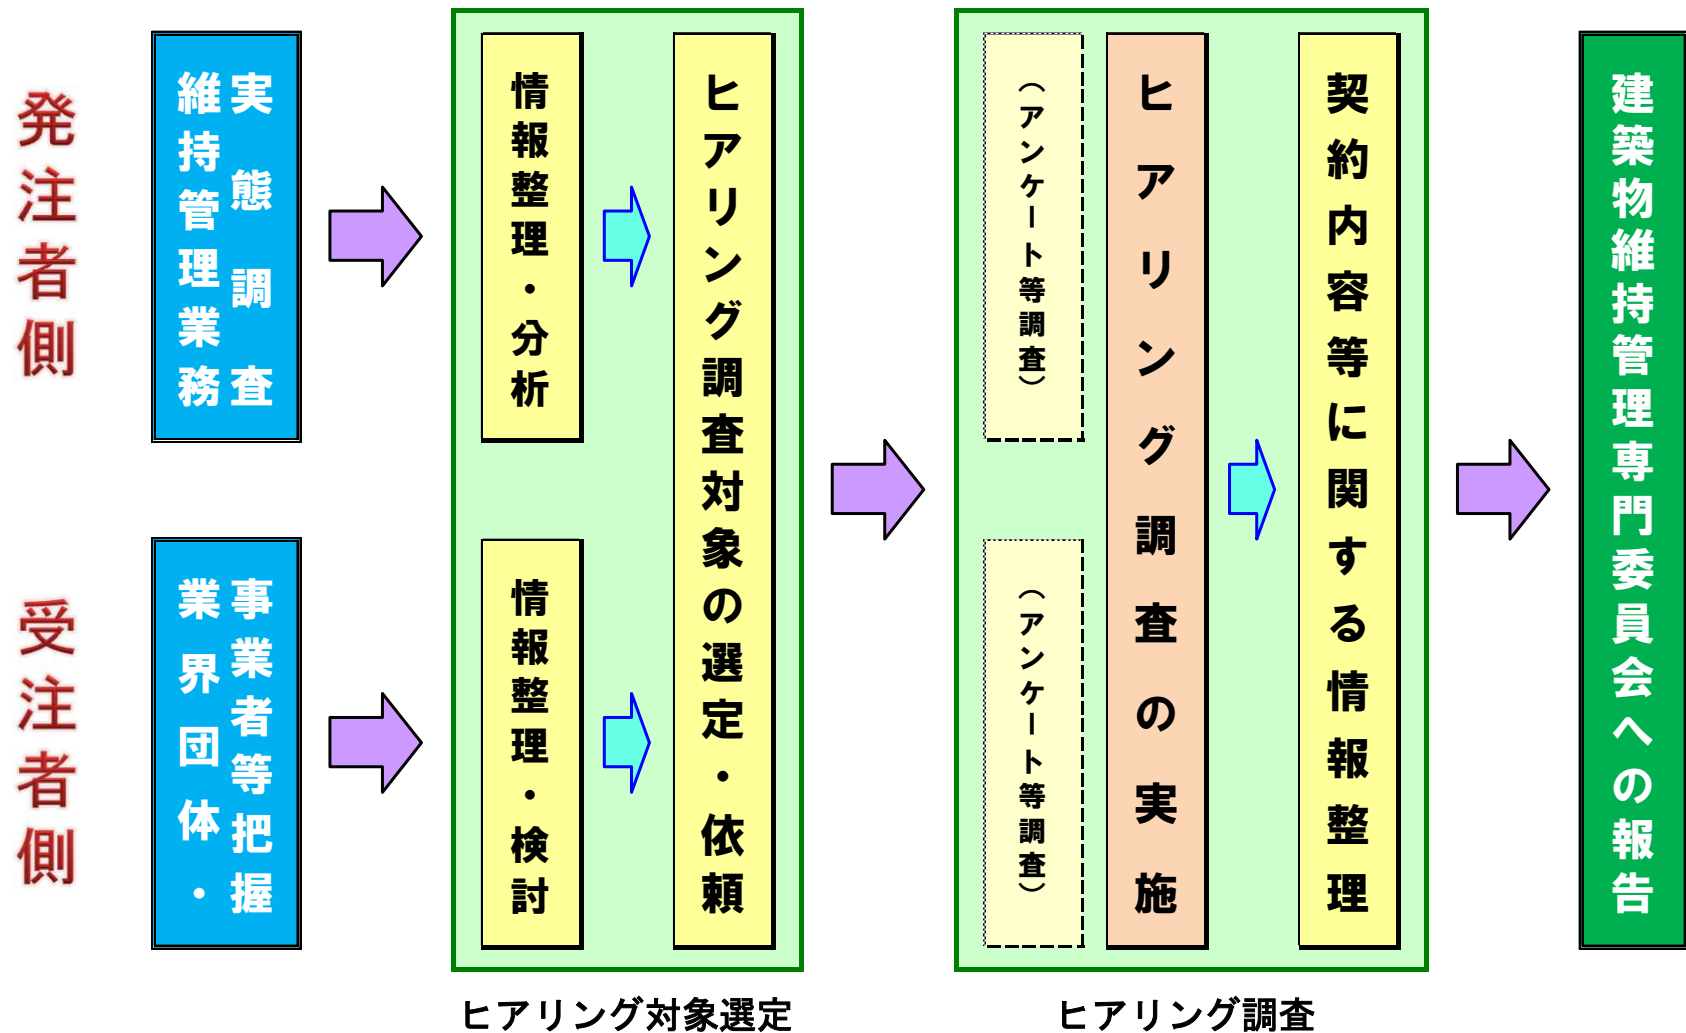 発注者側
受注者側
実態調査
維持管理業務
事業者等把握
業界団体・
情報整理・分析
情報整理・検討
ヒアリング調査対象の選定・依頼
ヒアリング対象選定
（アンケート等調査）
（アンケート等調査）
ヒアリング調査の実施
契約内容等に関する情報整理
ヒアリング調査
建築物維持管理専門委員会への報告